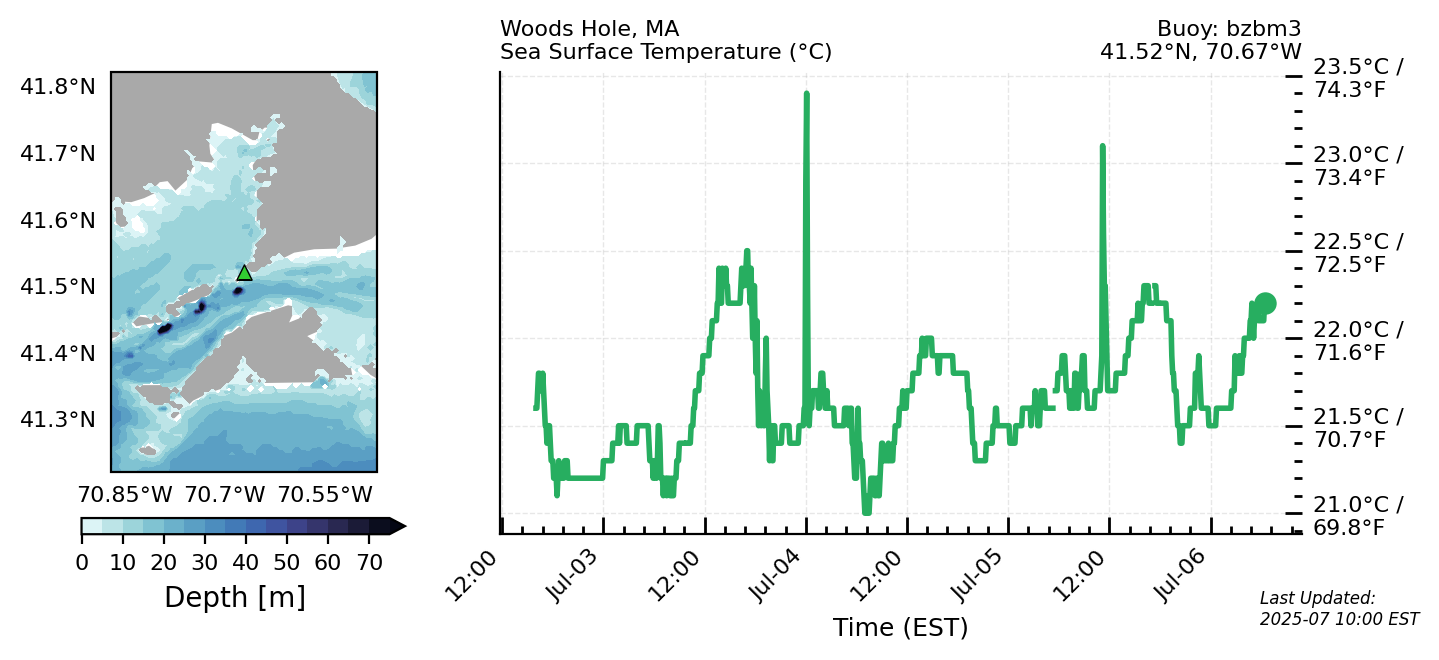 Woods Hole, MA
Sea Surface Temperature (°C)
Buoy: bzbm3
41.52°N, 70.67°W
41.8°N
41.7°N
41.6°N
41.5°N
41.4°N
41.3°N
70.85°W 70.7°W 70.55°W
0 10 20 30 40 50 60 70
Depth [m]
23.5°C /
74.3°F
23.0°C /
73.4°F
22.5°C /
72.5°F
22.0°C /
71.6°F
21.5°C /
70.7°F
21.0°C /
69.8°F
12:00 Jul-03 12:00 Jul-04 12:00 Jul-05 12:00 Jul-06
Time (EST)
Last Updated:
2025-07 10:00 EST